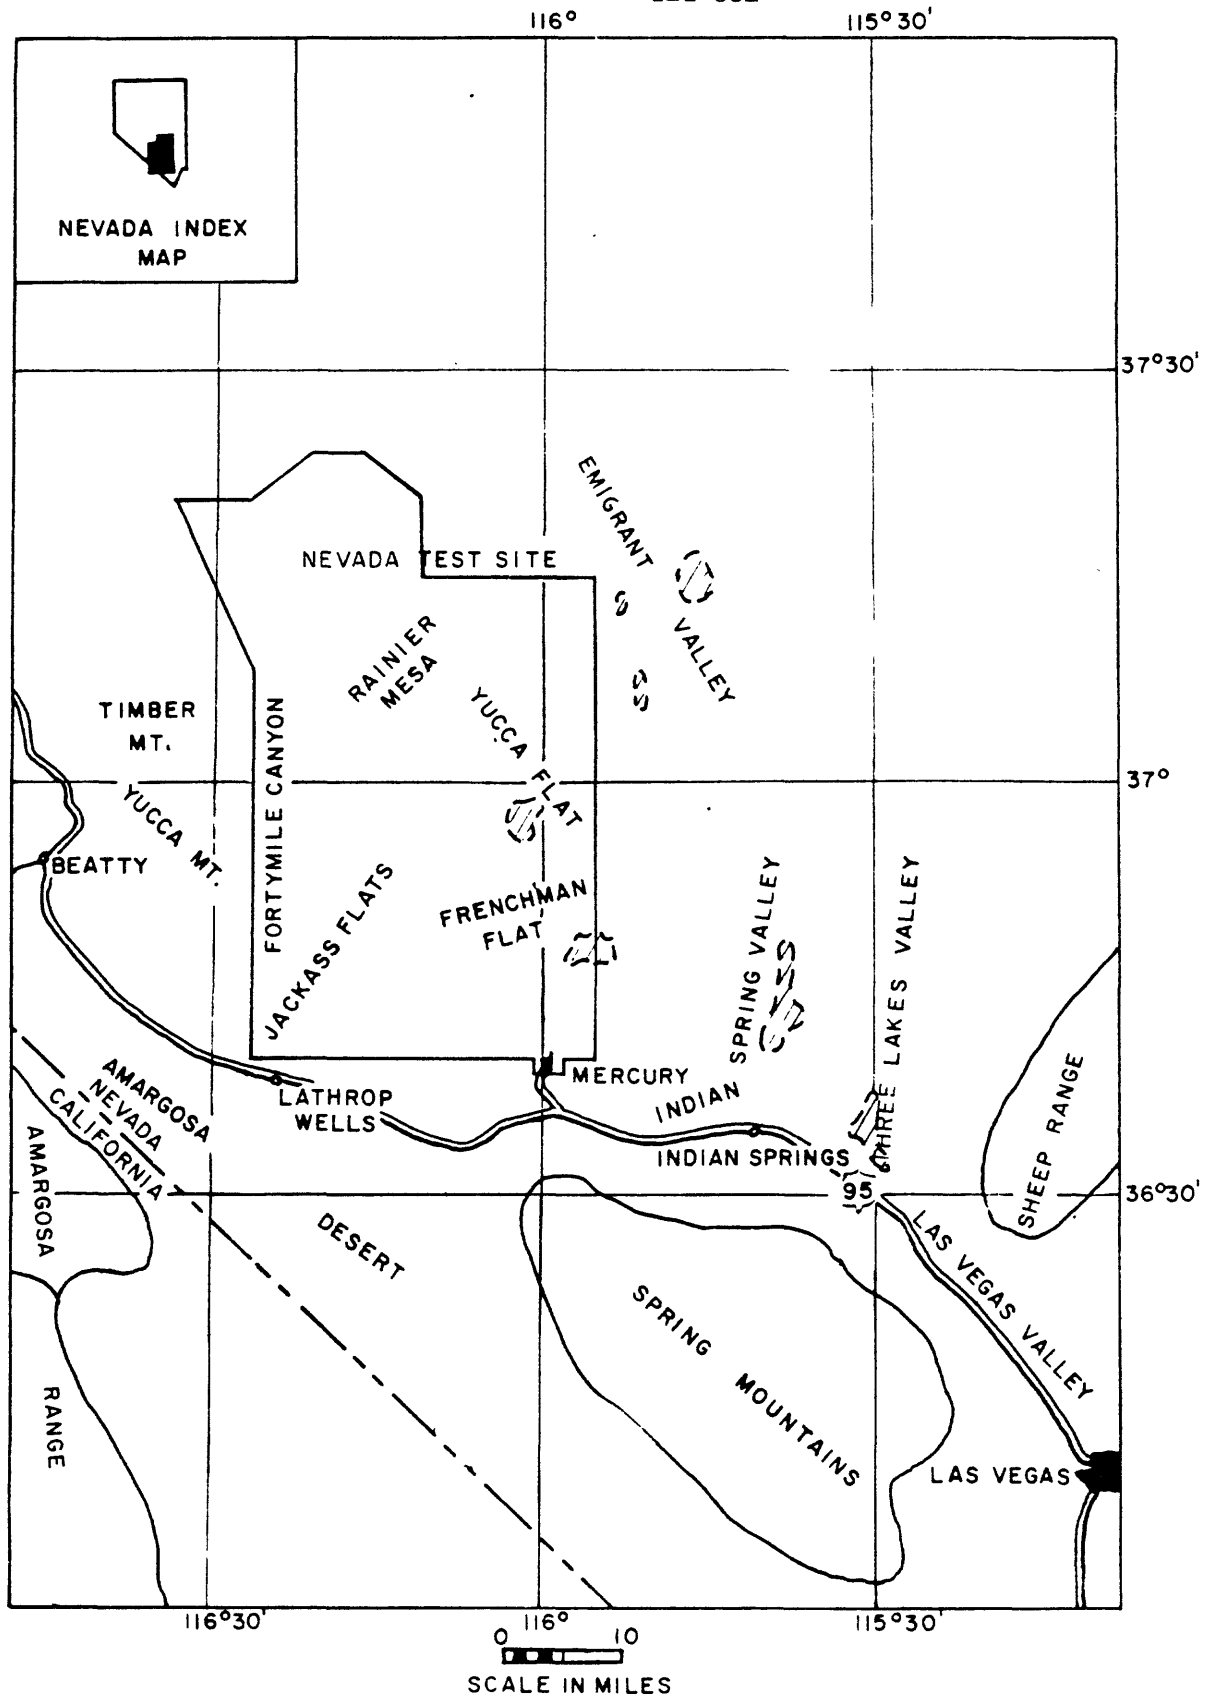 116° 115°30'
NEVADA INDEX
MAP
37°30'
EMIGRANT
VALLEY
NEVADA TEST SITE
RAINIER
MESA
YUCCA FLAT
TIMBER
MT.
FORTYMILE CANYON
37°
YUCCA MT.
BEATTY
JACKASS FLATS
FRENCHMAN
FLAT
SPRING VALLEY
THREE LAKES VALLEY
SHEEP RANGE
MERCURY
INDIAN
AMARGOSA
NEVADA
CALIFORNIA
LATHROP
WELLS
INDIAN SPRINGS
95
36°30'
AMARGOSA
RANGE
DESERT
SPRING
MOUNTAINS
LAS VEGAS VALLEY
LAS VEGAS
116°30' 116° 115°30'
0 10
SCALE IN MILES